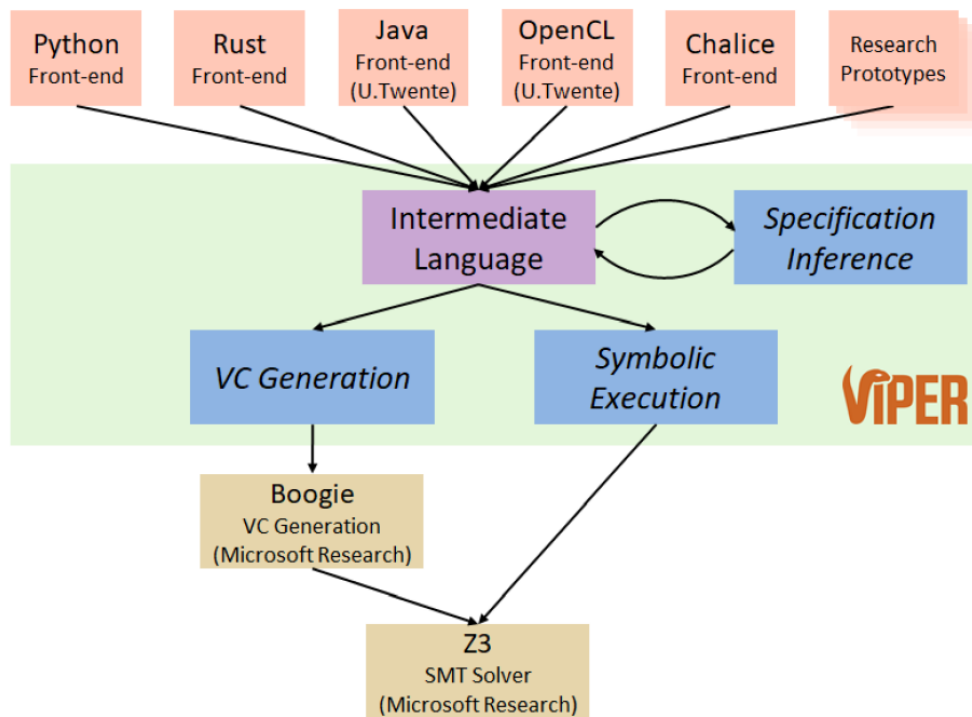 Python
Front-end
Rust
Front-end
Java
Front-end
(U.Twente)
OpenCL
Front-end
(U.Twente)
Chalice
Front-end
Research
Prototypes
Intermediate
Language
Specification
Inference
VC Generation
Symbolic
Execution
VIPER
Boogie
VC Generation
(Microsoft Research)
Z3
SMT Solver
(Microsoft Research)